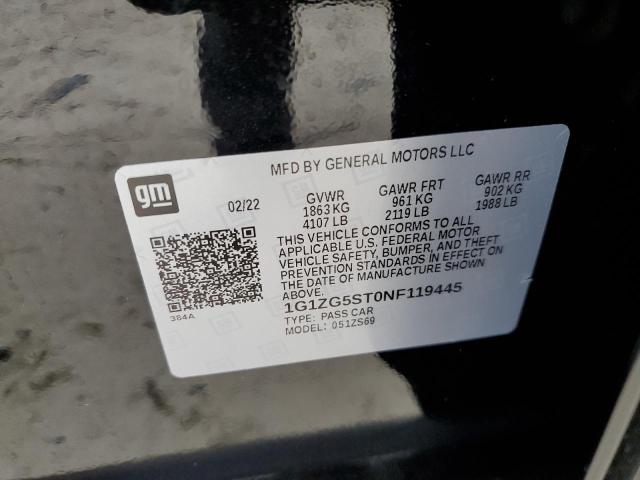 MFD BY GENERAL MOTORS LLC
gm
02/22
GVWR
1863 KG
4107 LB
GAWR FRT
961 KG
2119 LB
GAWR RR
902 KG
1988 LB
THIS VEHICLE CONFORMS TO ALL
APPLICABLE U.S. FEDERAL MOTOR
VEHICLE SAFETY, BUMPER, AND THEFT
PREVENTION STANDARDS IN EFFECT ON
THE DATE OF MANUFACTURE SHOWN
ABOVE.
1G1ZG5ST0NF119445
TYPE: PASS CAR
MODEL: 051ZS69
384A